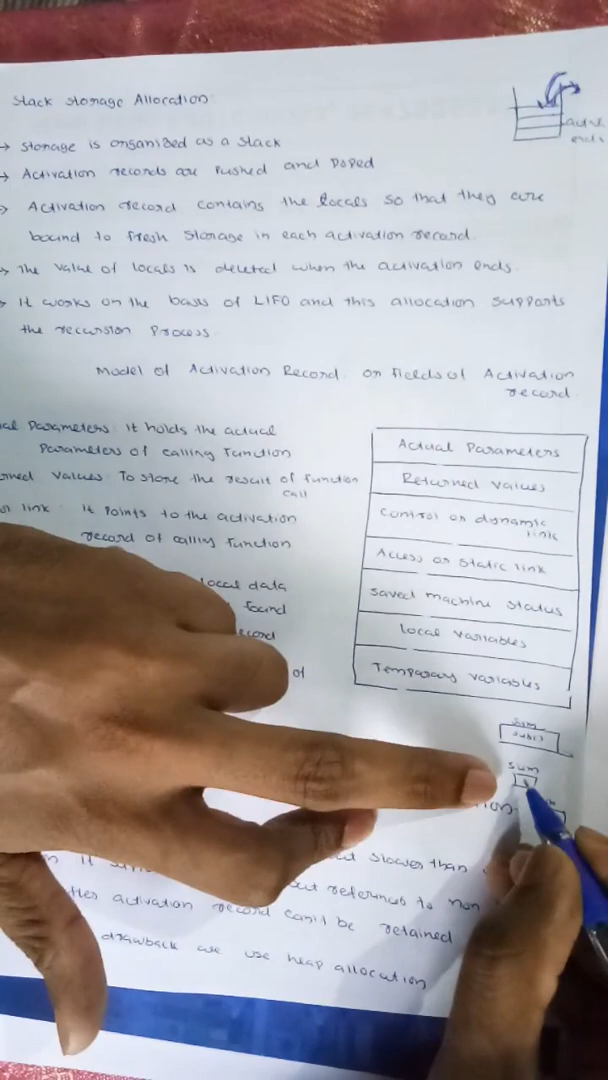 Stack Storage Allocation
→ Storage is organised as a stack
→ Activation records are Pushed and Poped
→ Activation record contains the locals so that they are
bound to fresh storage in each activation record.
→ The value of locals is deleted when the activation ends.
→ It works on the basis of LIFO and this allocation supports
the recursion Process
ends
Model of Activation Record or fields of Activation
record
Parameters: It holds the actual
Parameters of calling function
Values: To store the result of function
call
link It Points to the activation
record of calling function
local data
found
of
Actual Parameters
Returned Values
Control or dynamic
link
Access or Static link
Saved machine status
local variables
Temporary variables
Sum
Sum
it
slower than
but reference to non
activation record can't be retained
drawback we use heap allocation